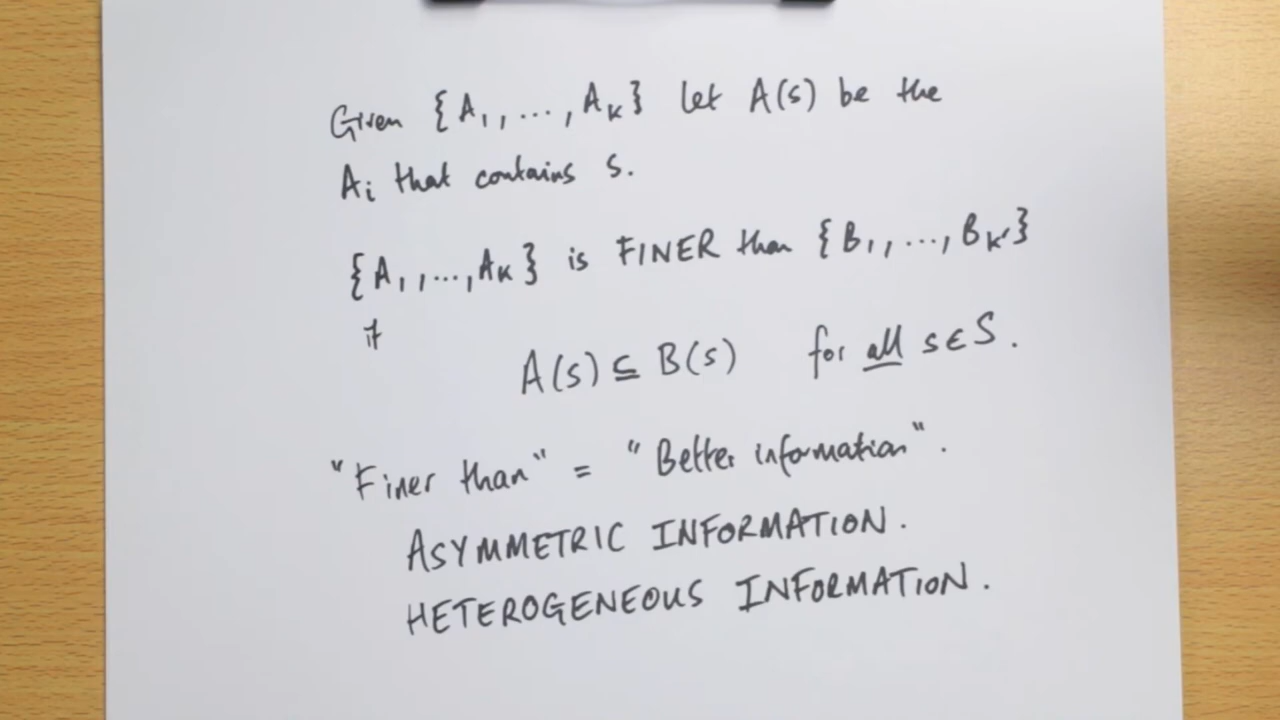 Given {A₁, ..., Aₖ} let A(s) be the
Aᵢ that contains s.
{A₁, ..., Aₖ} is FINER than {B₁, ..., Bₖ′}
if
A(s) ⊆ B(s) for all s ∈ S.
"Finer than" = "Better information".
ASYMMETRIC INFORMATION.
HETEROGENEOUS INFORMATION.